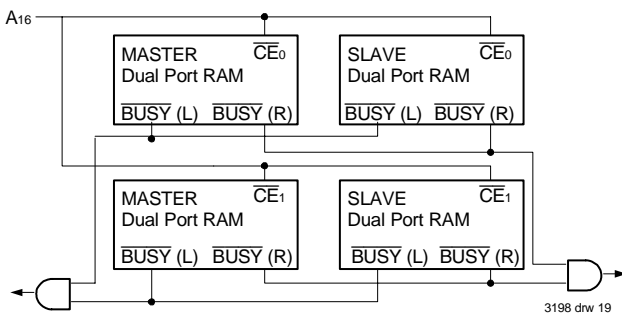 A16
MASTER CE0
Dual Port RAM
BUSY (L) BUSY (R)
SLAVE CE0
Dual Port RAM
BUSY (L) BUSY (R)
MASTER CE1
Dual Port RAM
BUSY (L) BUSY (R)
SLAVE CE1
Dual Port RAM
BUSY (L) BUSY (R)
3198 drw 19